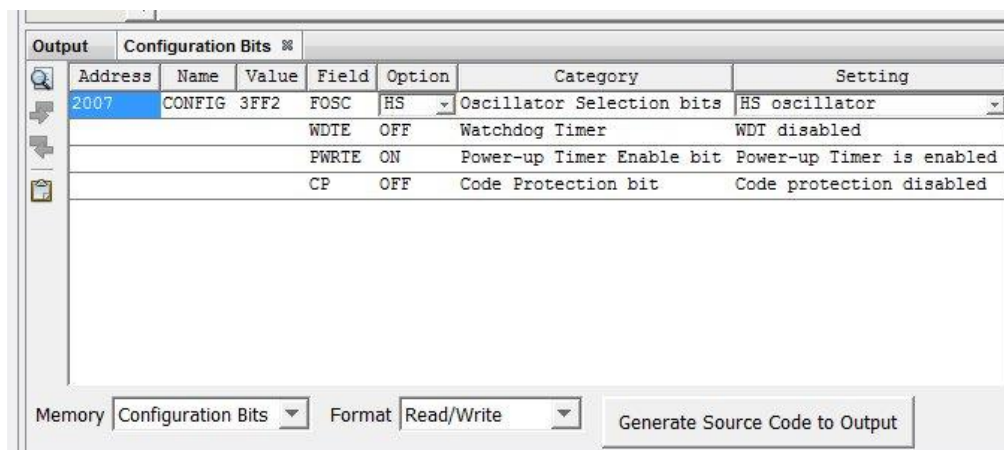 Output Configuration Bits
Address Name Value Field Option Category Setting
2007 CONFIG 3FF2 FOSC HS Oscillator Selection bits HS oscillator
WDTE OFF Watchdog Timer WDT disabled
PWRTE ON Power-up Timer Enable bit Power-up Timer is enabled
CP OFF Code Protection bit Code protection disabled
Memory Configuration Bits Format Read/Write Generate Source Code to Output